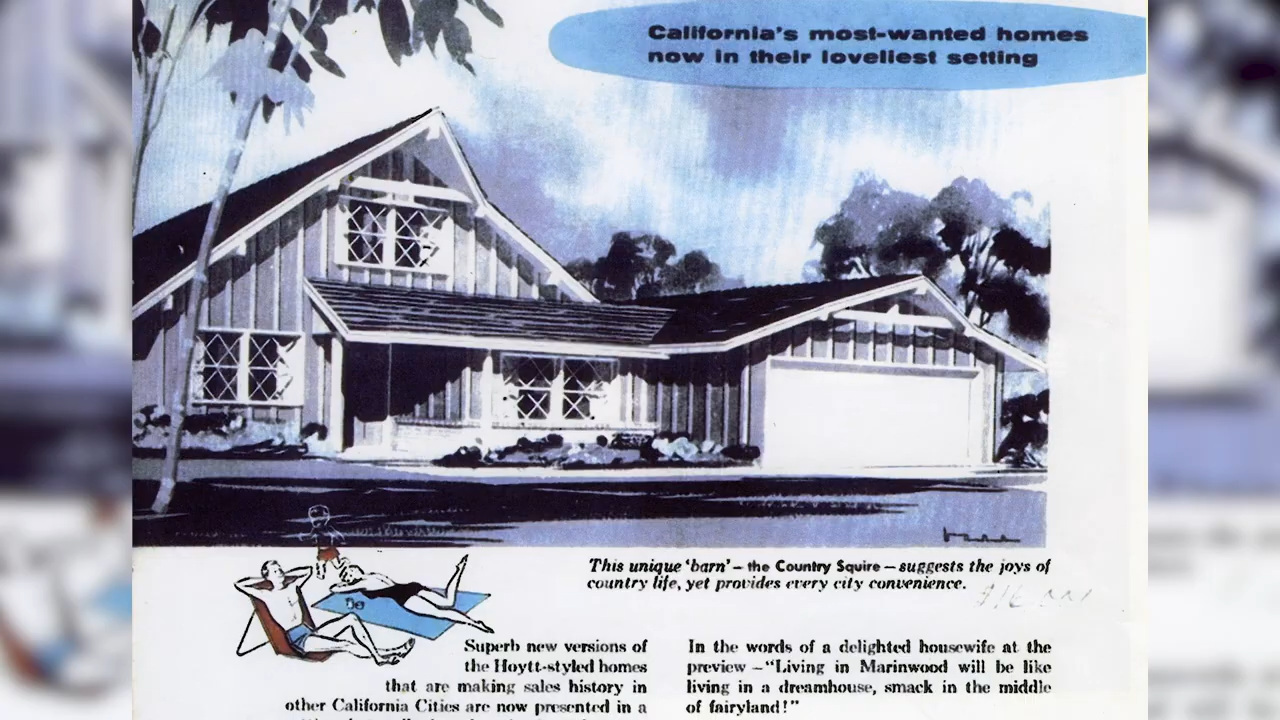 California's most-wanted homes
now in their loveliest setting
This unique 'barn' – the Country Squire – suggests the joys of
country life, yet provides every city convenience.
Superb new versions of
the Hoytt-styled homes
that are making sales history in
other California Cities are now presented in a
In the words of a delighted housewife at the
preview – "Living in Marinwood will be like
living in a dreamhouse, smack in the middle
of fairyland!"